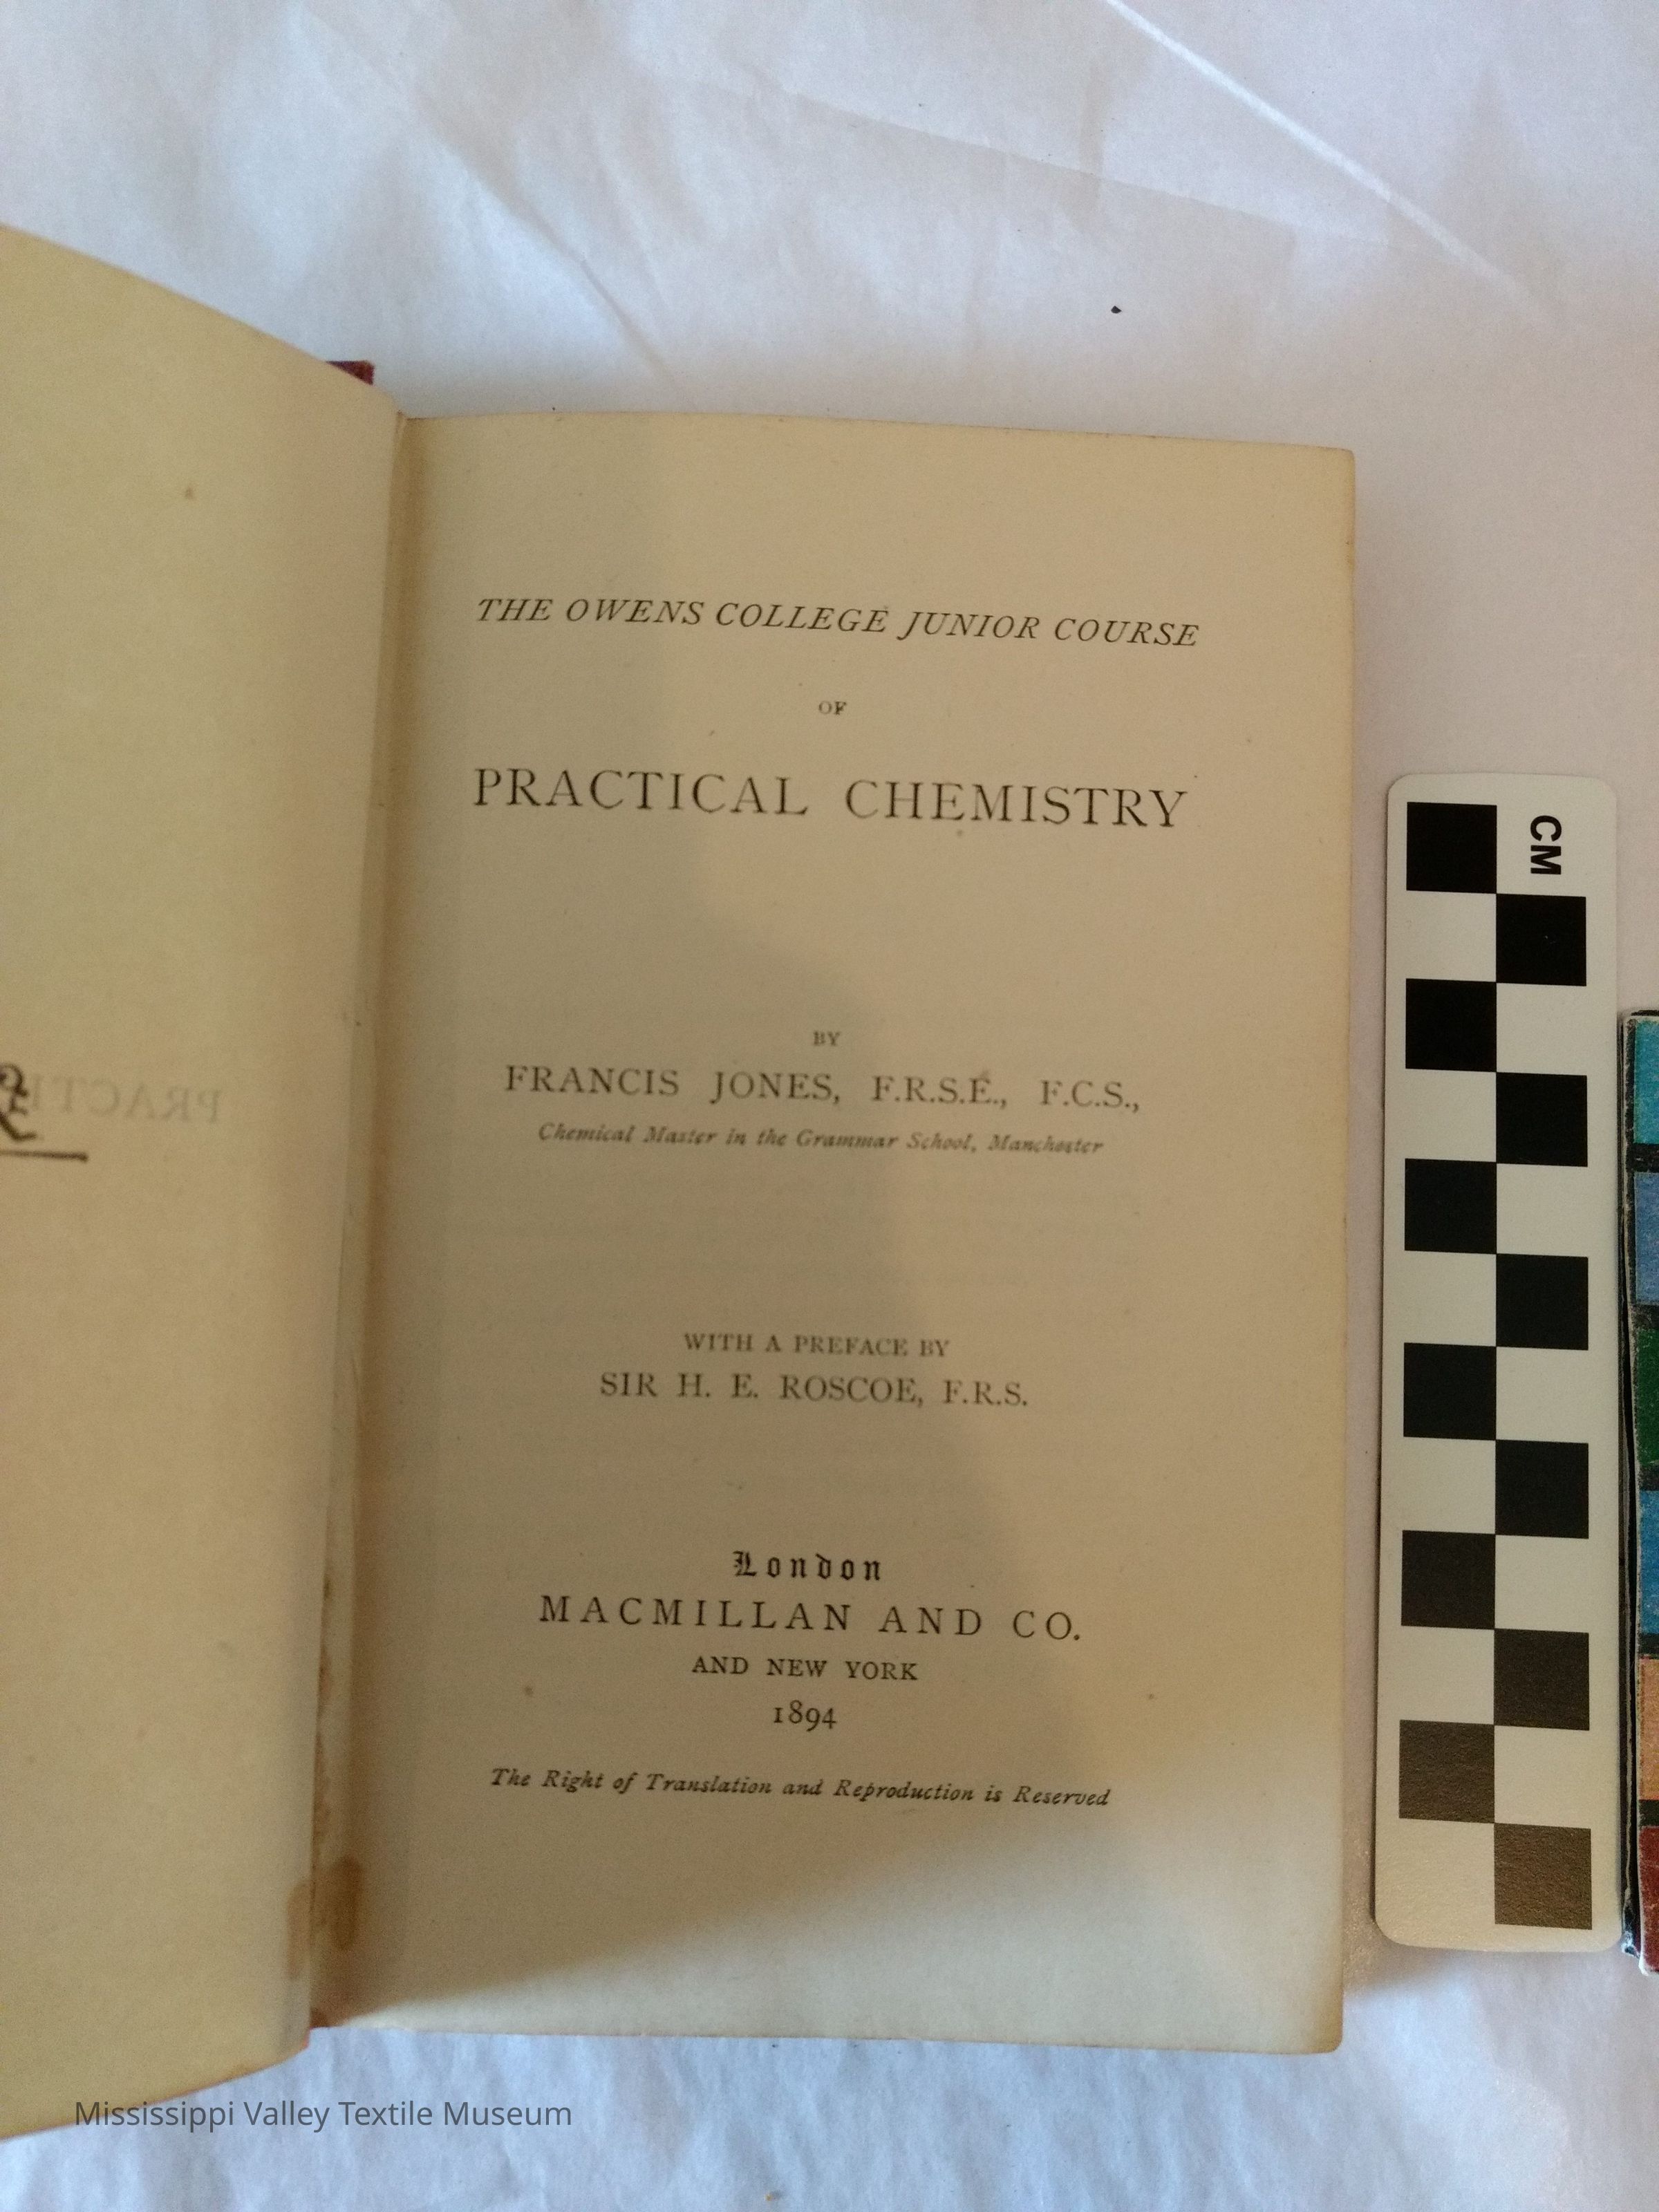 THE OWENS COLLEGE JUNIOR COURSE
OF
PRACTICAL CHEMISTRY
BY
FRANCIS JONES, F.R.S.E., F.C.S.,
Chemical Master in the Grammar School, Manchester
WITH A PREFACE BY
SIR H. E. ROSCOE, F.R.S.
London
MACMILLAN AND CO.
AND NEW YORK
1894
The Right of Translation and Reproduction is Reserved
CM
Mississippi Valley Textile Museum